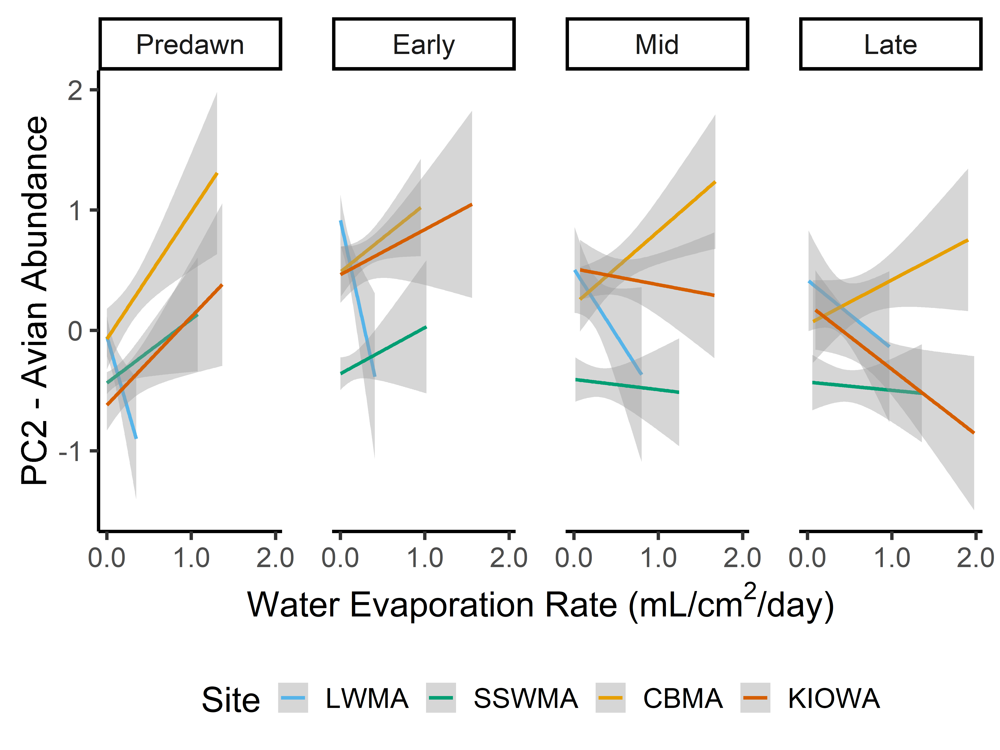 Predawn Early Mid Late
PC2 - Avian Abundance
2
1
0
-1
0.0 1.0 2.0 0.0 1.0 2.0 0.0 1.0 2.0 0.0 1.0 2.0
Water Evaporation Rate (mL/cm²/day)
Site LWMA SSWMA CBMA KIOWA